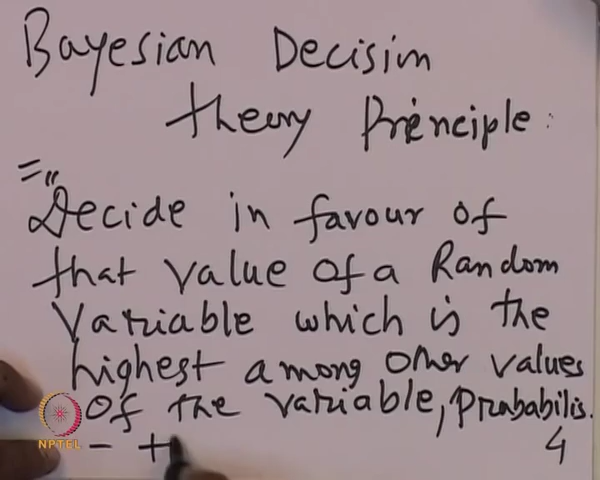 Bayesian Decision
theory Principle:
= "Decide in favour of
that value of a Random
Variable which is the
highest among other values
of the variable, probabilis.
- t
NPTEL
4